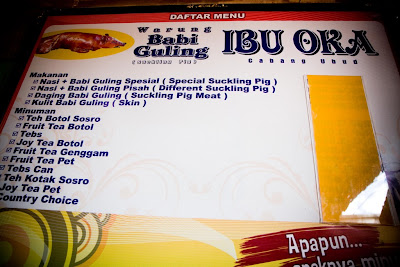 DAFTAR MENU
Warung
Babi
Guling
(Suckling Pig)
IBU OKA
Cabang Ubud
Makanan
Nasi + Babi Guling Spesial ( Special Suckling Pig )
Nasi + Babi Guling Pisah ( Different Suckling Pig )
Daging Babi Guling ( Suckling Pig Meat )
Kulit Babi Guling ( Skin )
Minuman
Teh Botol Sosro
Fruit Tea Botol
Tebs
Joy Tea Botol
Fruit Tea Genggam
Fruit Tea Pet
Tebs Can
Teh Kotak Sosro
Joy Tea Pet
Country Choice
Apapun...